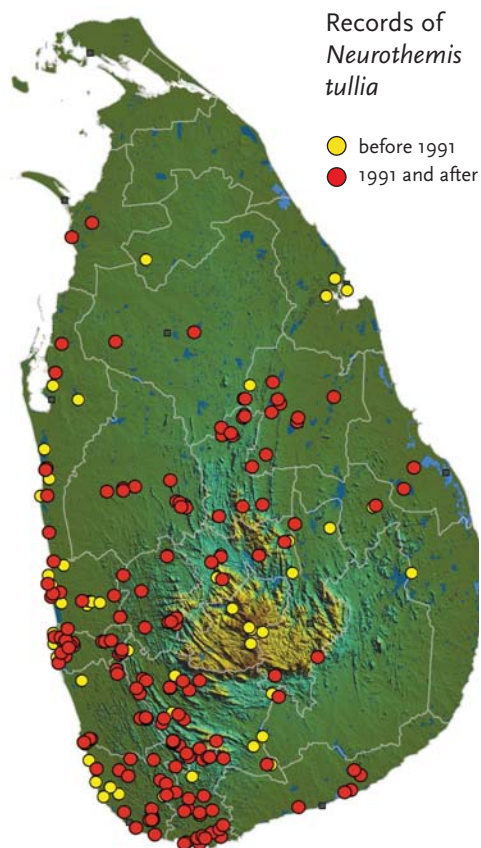 Records of
Neurothemis
tullia
before 1991
1991 and after